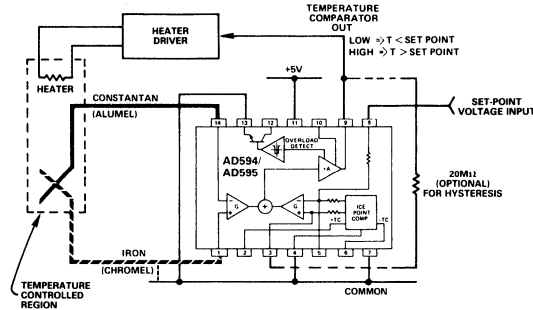 TEMPERATURE
COMPARATOR
OUT
LOW => T < SET POINT
HIGH => T > SET POINT
HEATER
DRIVER
+5V
HEATER
CONSTANTAN
(ALUMEL)
SET-POINT
VOLTAGE INPUT
14 13 12 11 10 9 8
OVERLOAD
DETECT
AD594/
AD595
+A
20MΩ
(OPTIONAL)
FOR HYSTERESIS
G
+
G
ICE
POINT
COMP
+TC
-TC
IRON
(CHROMEL)
1 2 3 4 5 6 7
COMMON
TEMPERATURE
CONTROLLED
REGION